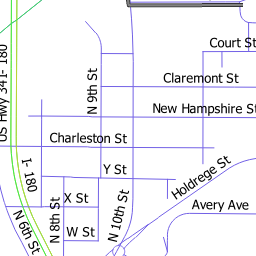 Court St
US Hwy 341- 180
N 9th St
Claremont St
New Hampshire St
Charleston St
I- 180
Y St
Holdrege St
X St
Avery Ave
N 6th St
N 8th St
W St
N 10th St